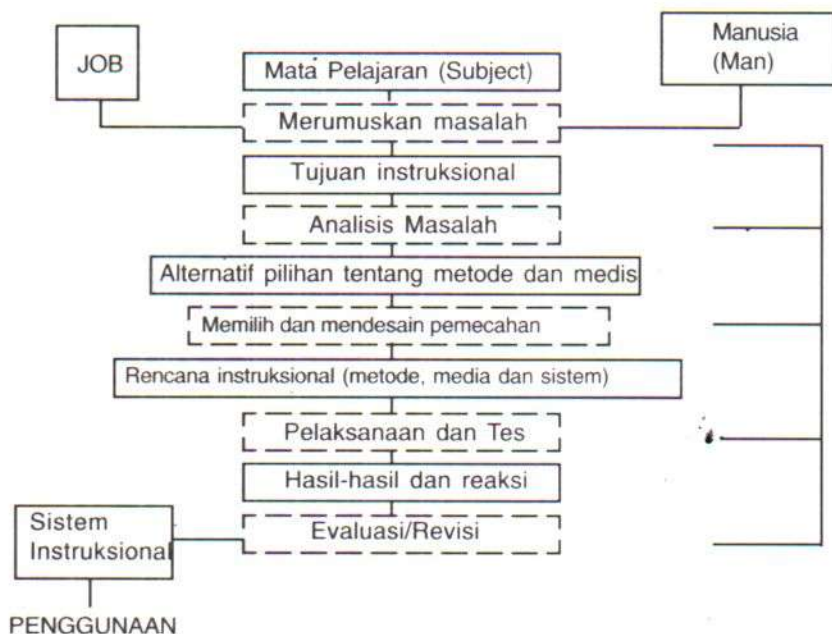 JOB
Mata Pelajaran (Subject)
Manusia
(Man)
Merumuskan masalah
Tujuan instruksional
Analisis Masalah
Alternatif pilihan tentang metode dan medis
Memilih dan mendesain pemecahan
Rencana instruksional (metode, media dan sistem)
Pelaksanaan dan Tes
Hasil-hasil dan reaksi
Evaluasi/Revisi
Sistem
Instruksional
PENGGUNAAN